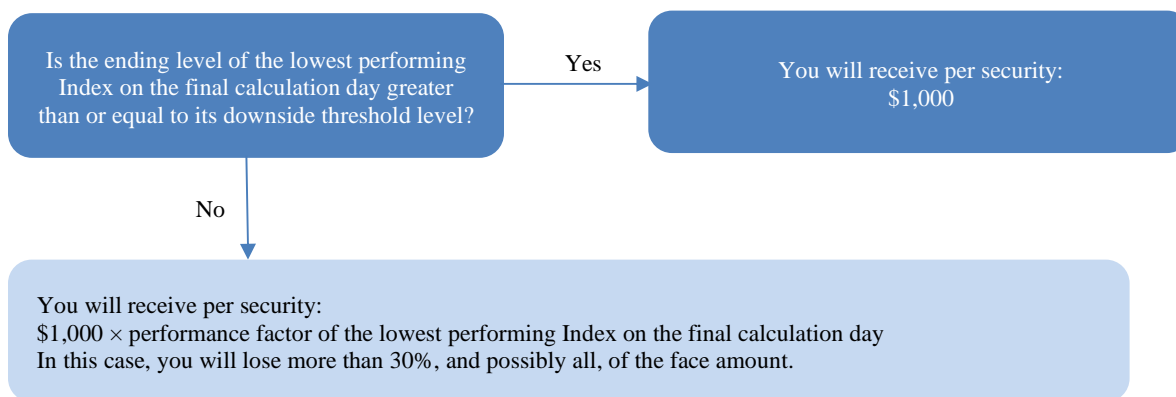 Is the ending level of the lowest performing
Index on the final calculation day greater
than or equal to its downside threshold level?
Yes
You will receive per security:
$1,000
No
You will receive per security:
$1,000 × performance factor of the lowest performing Index on the final calculation day
In this case, you will lose more than 30%, and possibly all, of the face amount.